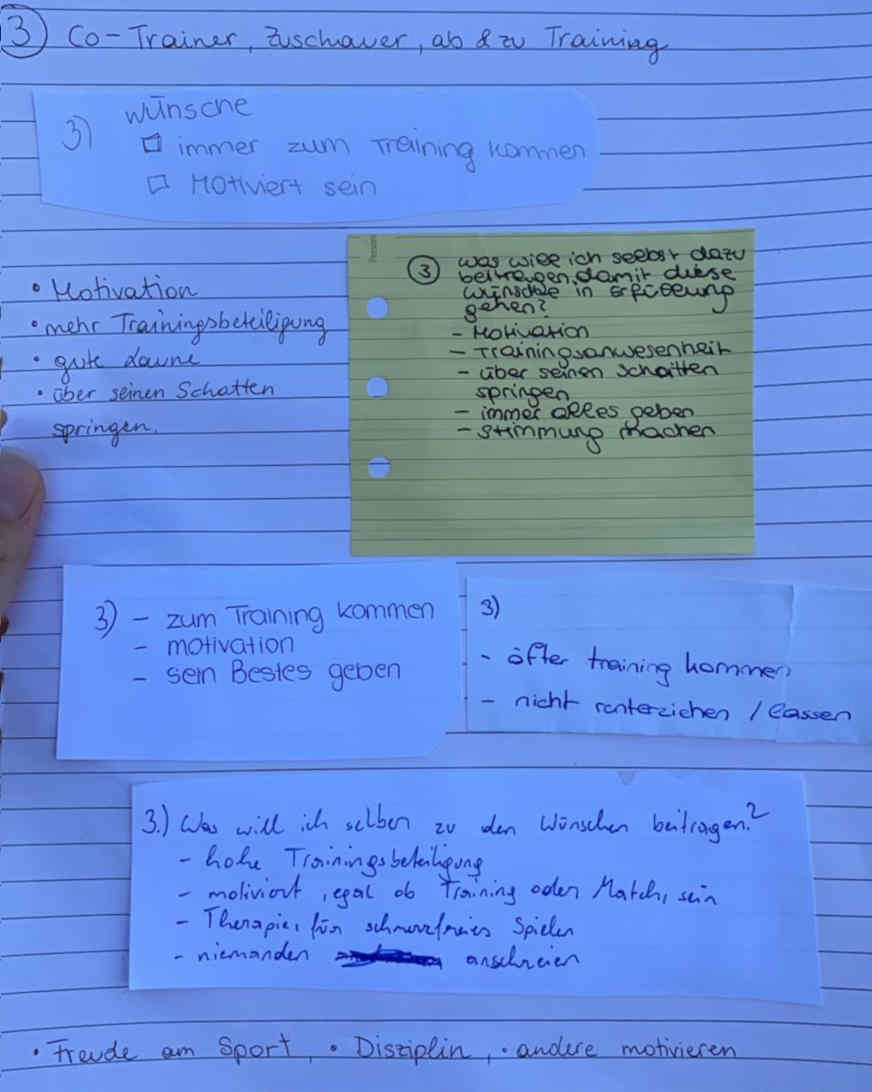 3 Co-Trainer, Zuschauer, ab & zu Training
3) wünsche
immer zum Training kommen
Motiviert sein
• Motivation
• mehr Trainingsbeteiligung
• gute Laune
• über seinen Schatten
springen.
3 was will ich selbst dazu
beitragen, damit diese
wünsche in Erfüllung
gehen?
- Motivation
- Trainingsanwesenheit
- über seinen schatten
springen
- immer alles geben
- stimmung machen
3) - zum Training kommen
- motivation
- sein Bestes geben
3)
- öfter training kommen
- nicht runterziehen / lassen
3.) Was will ich selber zu den Wünschen beitragen?
- hohe Trainingsbeteiligung
- motiviert, egal ob Training oder Match, sein
- Therapie, für schmerzfreies Spielen
- niemanden anschreien
• Freude am Sport, • Disziplin, • andere motivieren